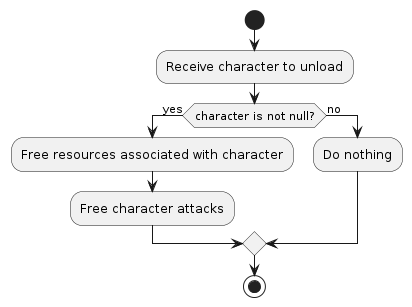 Receive character to unload
yes
character is not null?
no
Free resources associated with character
Do nothing
Free character attacks